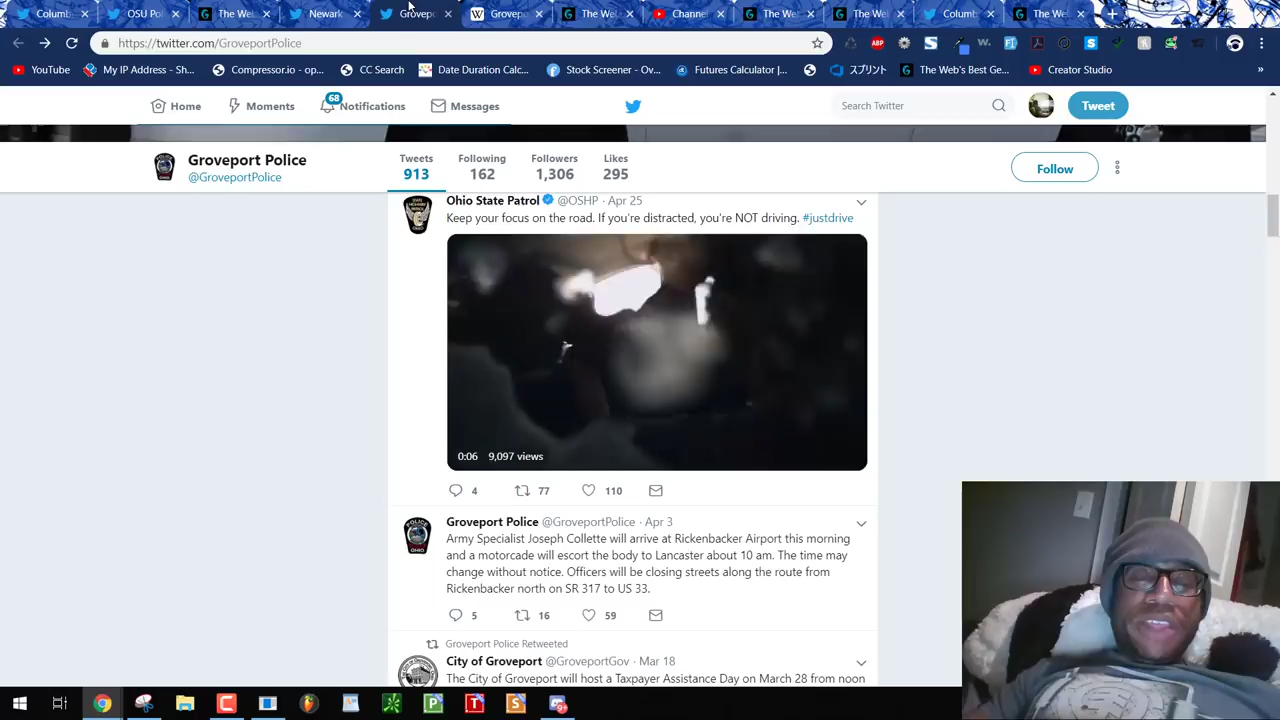 Columb
OSU Po
The Web
Newark
Grovepo
Grovepo
The Web
Channel
The Web
The Web
Columb
The Web
https://twitter.com/GroveportPolice
YouTube
My IP Address - Sh...
Compressor.io - op...
CC Search
Date Duration Calc...
Stock Screener - Ov...
Futures Calculator |...
スプリント
The Web's Best Ge...
Creator Studio
»
Home
Moments
68
Notifications
Messages
Search Twitter
Tweet
Groveport Police
@GroveportPolice
Tweets
913
Following
162
Followers
1,306
Likes
295
Follow
Ohio State Patrol @OSHP · Apr 25
Keep your focus on the road. If you're distracted, you're NOT driving. #justdrive
0:06 9,097 views
4 77 110
Groveport Police @GroveportPolice · Apr 3
Army Specialist Joseph Collette will arrive at Rickenbacker Airport this morning
and a motorcade will escort the body to Lancaster about 10 am. The time may
change without notice. Officers will be closing streets along the route from
Rickenbacker north on SR 317 to US 33.
5 16 59
Groveport Police Retweeted
City of Groveport @GroveportGov · Mar 18
The City of Groveport will host a Taxpayer Assistance Day on March 28 from noon